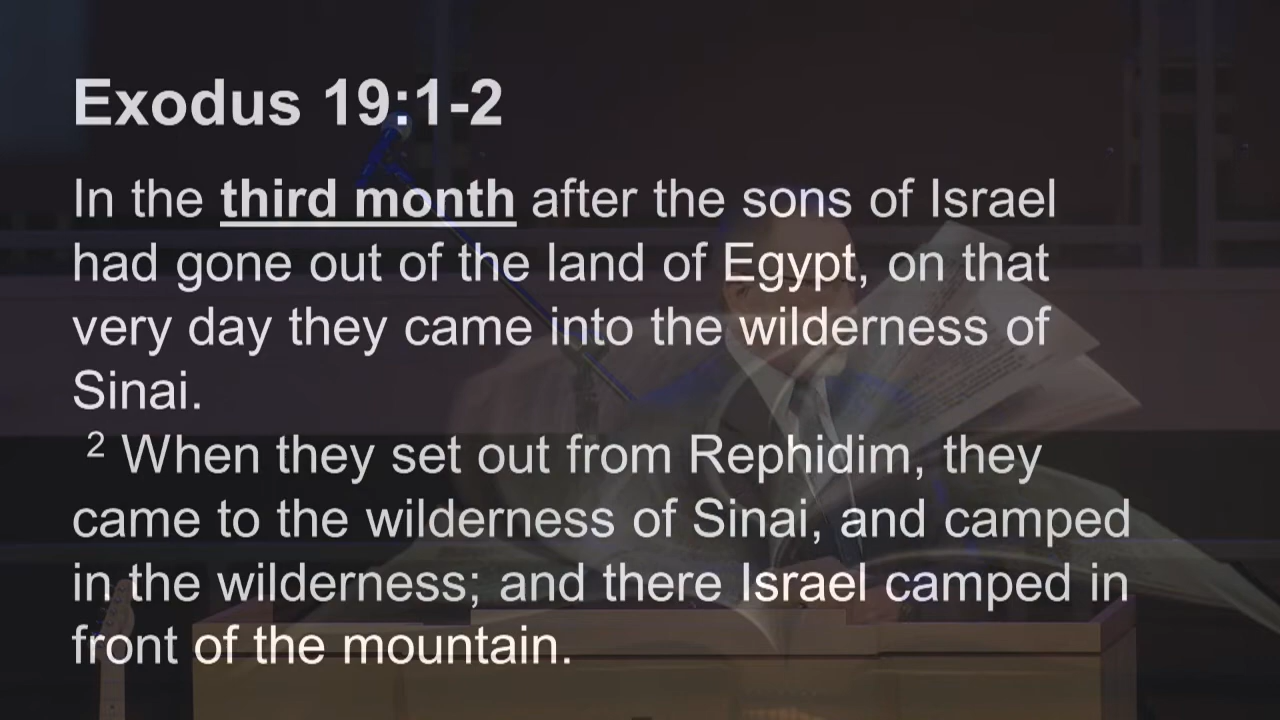 Exodus 19:1-2
In the third month after the sons of Israel
had gone out of the land of Egypt, on that
very day they came into the wilderness of
Sinai.
2 When they set out from Rephidim, they
came to the wilderness of Sinai, and camped
in the wilderness; and there Israel camped in
front of the mountain.